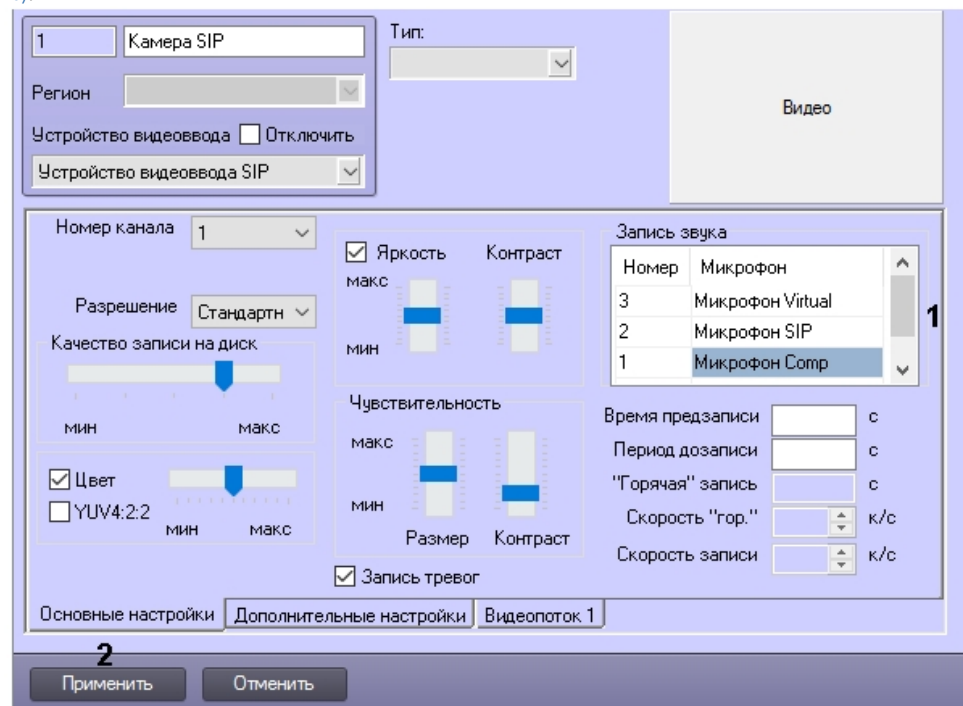 1 Камера SIP
Тип:
Регион
Устройство видеоввода Отключить
Устройство видеоввода SIP
Видео
Номер канала 1
Разрешение Стандартн
Качество записи на диск
мин макс
Цвет
YUV4:2:2
мин макс
Яркость Контраст
макс
мин
Чувствительность
макс
мин
Размер Контраст
Запись тревог
Запись звука
Номер Микрофон
3 Микрофон Virtual
2 Микрофон SIP
1 Микрофон Comp
1
Время предзаписи с
Период дозаписи с
"Горячая" запись с
Скорость "гор." к/с
Скорость записи к/с
Основные настройки Дополнительные настройки Видеопоток 1
2
Применить Отменить